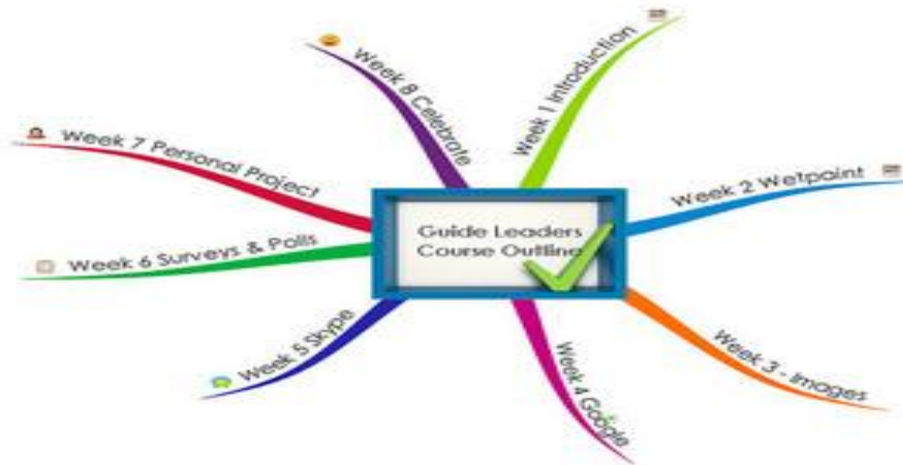 Guide Leaders
Course Outline
Week 1 Introduction
Week 2 Wetpaint
Week 3 - Images
Week 4 Google
Week 5 Skype
Week 6 Surveys & Polls
Week 7 Personal Project
Week 8 Celebrate